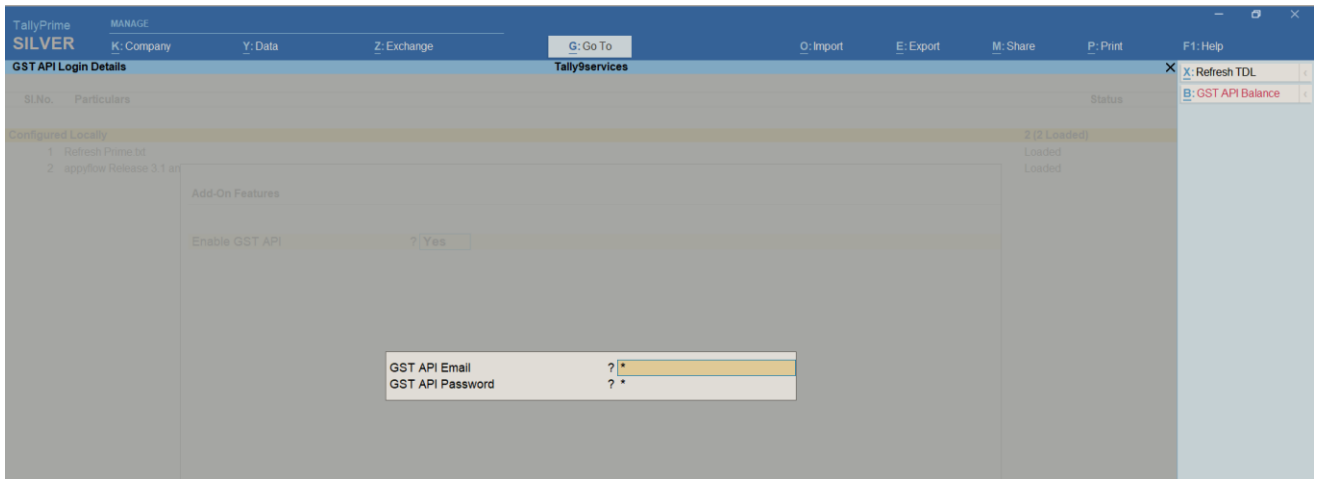 TallyPrime MANAGE
SILVER K: Company Y: Data Z: Exchange G: Go To O: Import E: Export M: Share P: Print F1: Help
GST API Login Details Tally9services X: Refresh TDL
B: GST API Balance
Sl.No. Particulars Status
Configured Locally 2 (2 Loaded)
1 Refresh Prime.txt Loaded
2 appyflow Release 3.1 an Loaded
Add-On Features
Enable GST API ? Yes
GST API Email ? *
GST API Password ? *